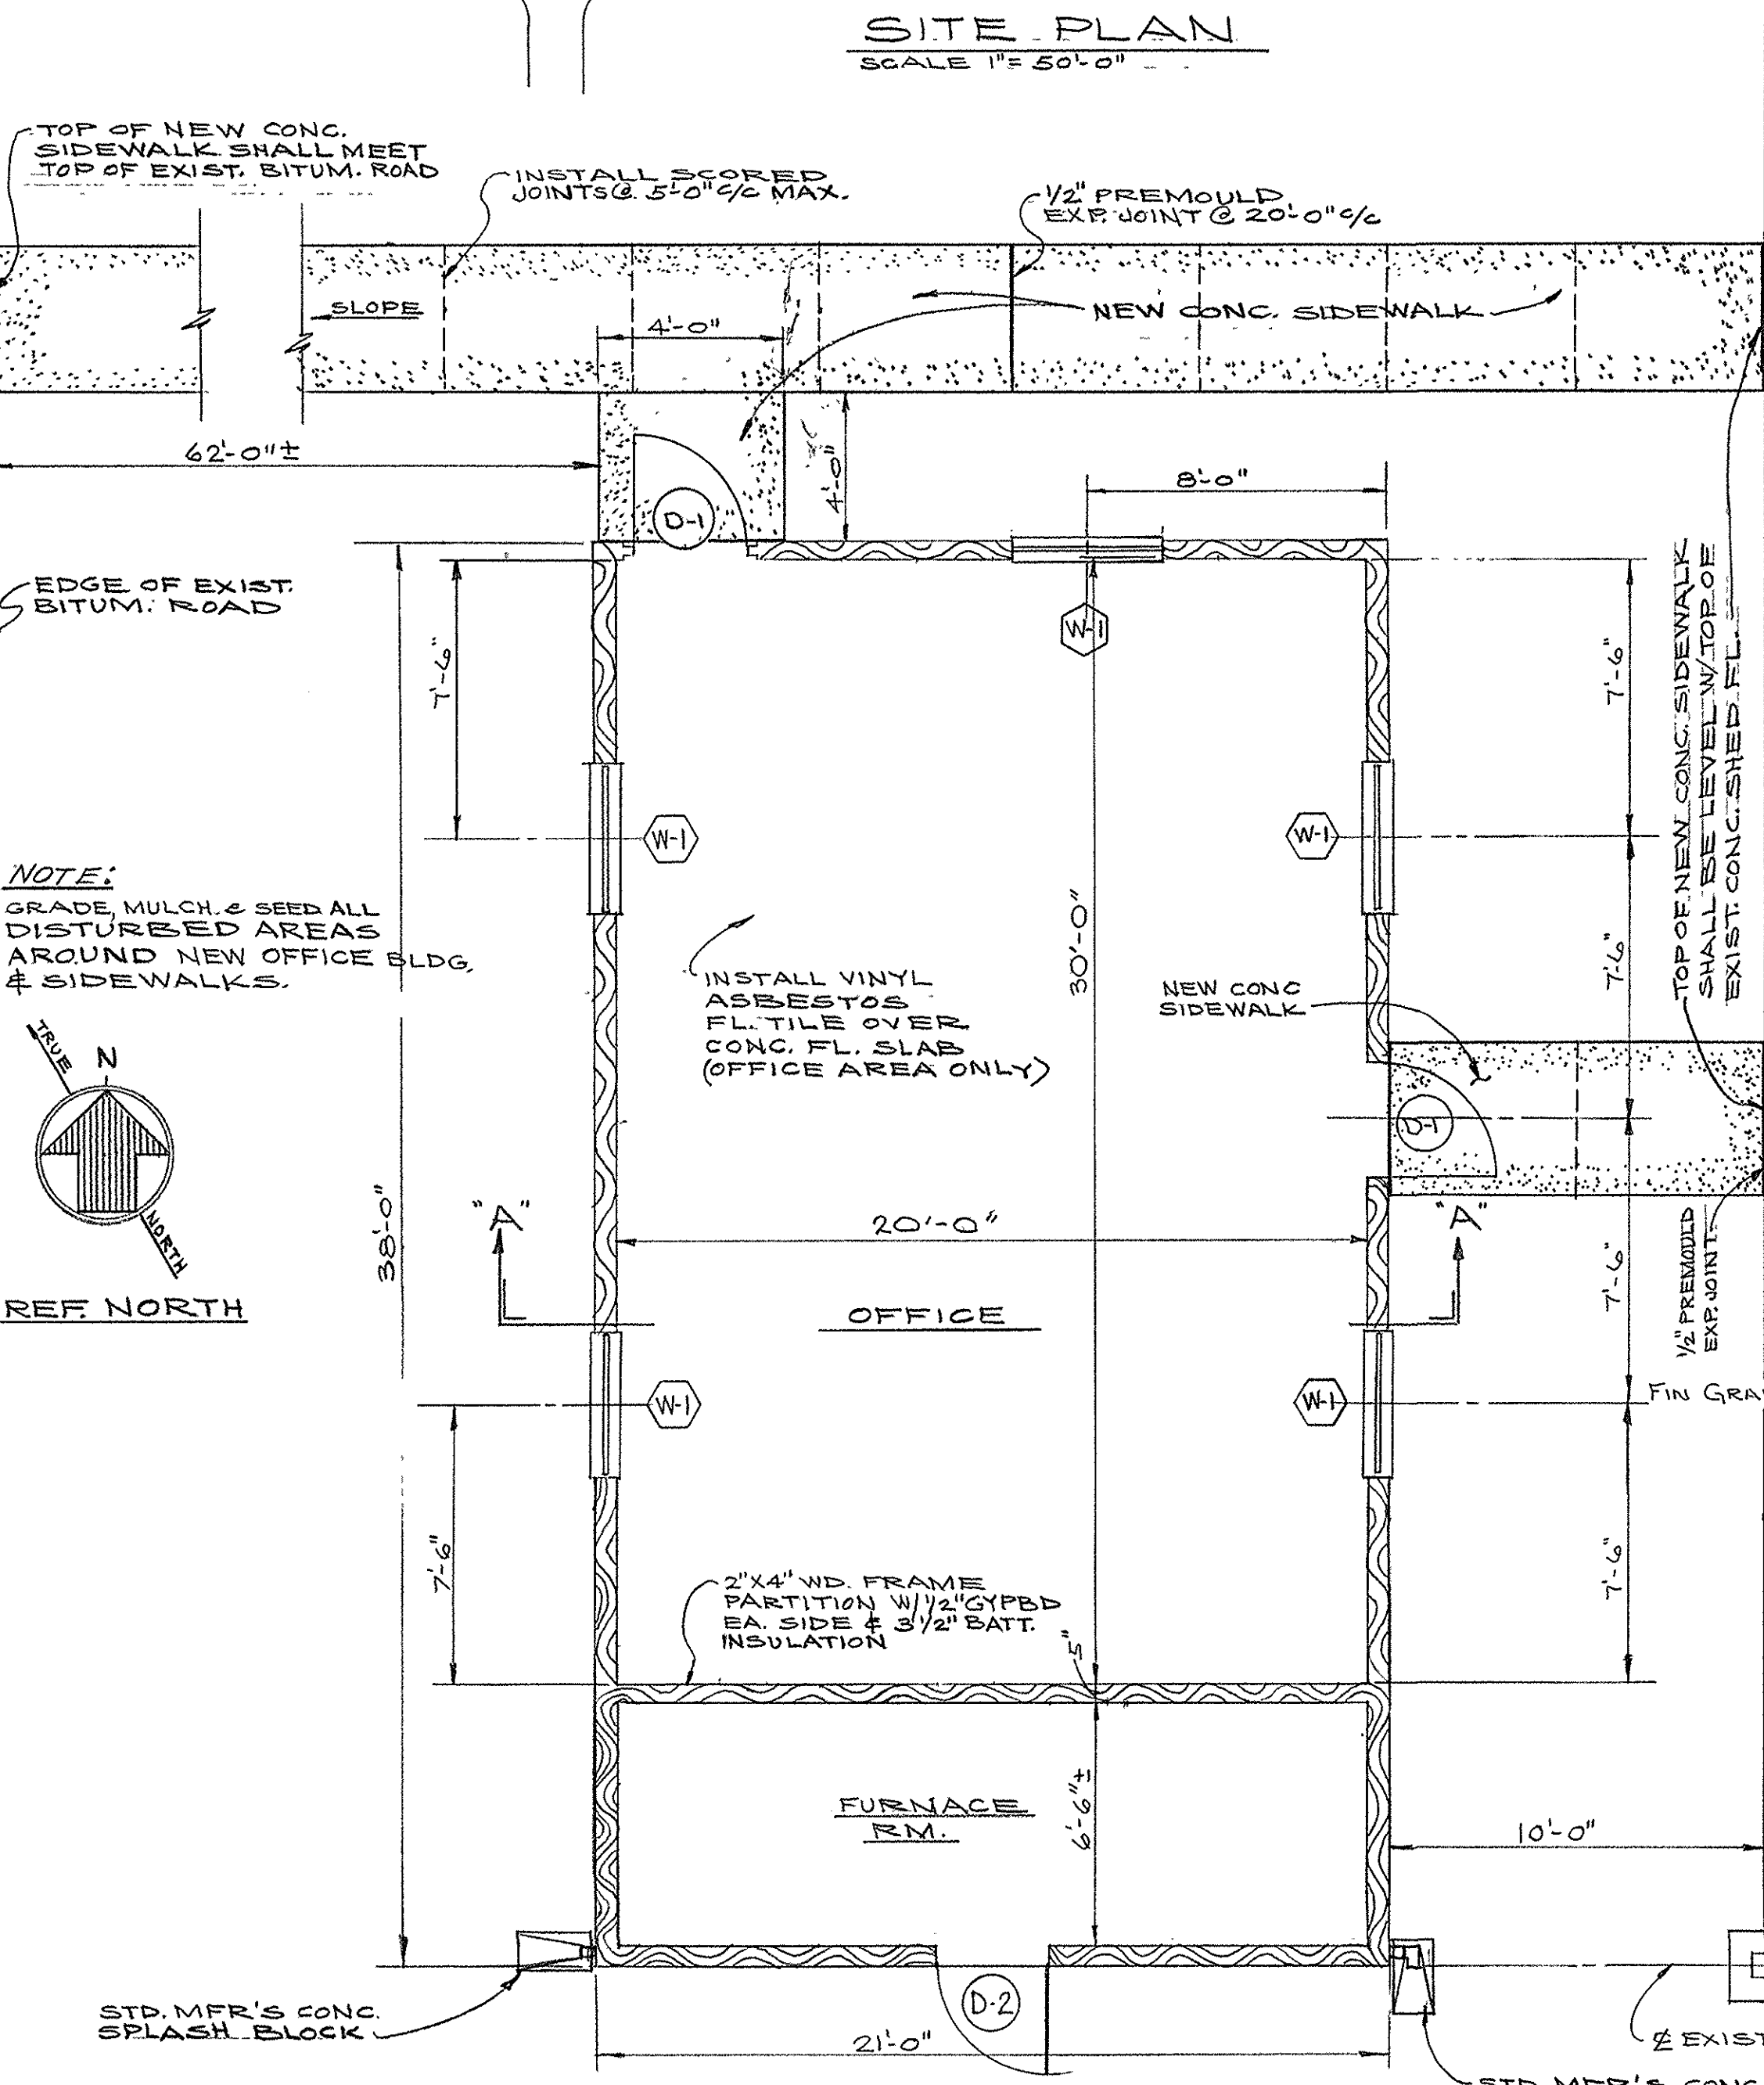 SITE PLAN
SCALE 1"= 50'-0"
TOP OF NEW CONC.
SIDEWALK SHALL MEET
TOP OF EXIST. BITUM. ROAD
INSTALL SCORED
JOINTS @ 5'-0" c/c MAX.
1/2" PREMOULD
EXP. JOINT @ 20'-0" c/c
SLOPE
4'-0"
NEW CONC. SIDEWALK
62'-0"±
4'-0"
8'-0"
D-1
EDGE OF EXIST.
BITUM. ROAD
W-1
7'-6"
7'-6"
TOP OF NEW CONC. SIDEWALK
SHALL BE LEVEL W/TOP OF
EXIST. CONC. SHED FL.
W-1
W-1
NOTE:
GRADE, MULCH & SEED ALL
DISTURBED AREAS
AROUND NEW OFFICE BLDG.
& SIDEWALKS.
30'-0"
7'-6"
INSTALL VINYL
ASBESTOS
FL. TILE OVER
CONC. FL. SLAB
(OFFICE AREA ONLY)
NEW CONC
SIDEWALK
TRUE
N
NORTH
REF. NORTH
D-1
38'-0"
"A"
20'-0"
"A"
7'-6"
1/2" PREMOULD
EXP. JOINT
OFFICE
W-1
W-1
FIN GRA
7'-6"
7'-6"
2"X4" WD. FRAME
PARTITION W/ 1/2" GYPBD
EA. SIDE & 3 1/2" BATT.
INSULATION
5"
FURNACE
RM.
6'-6"±
10'-0"
STD. MFR'S CONC.
SPLASH BLOCK
D-2
21'-0"
℄ EXIST
STD. MFR'S CONC